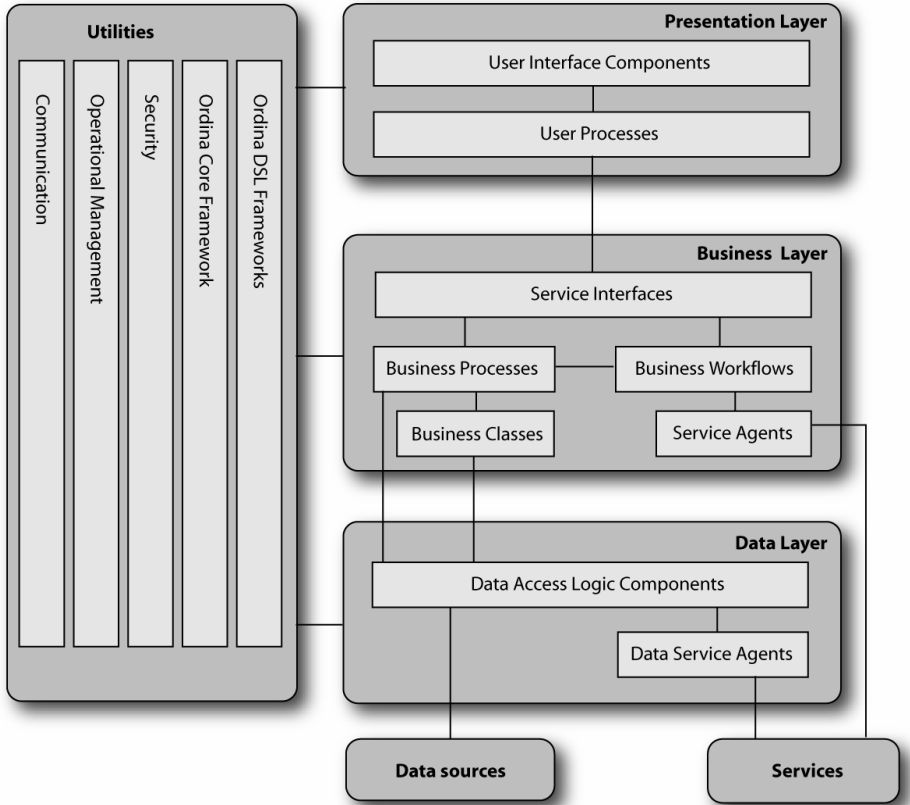 Utilities
Communication
Operational Management
Security
Ordina Core Framework
Ordina DSL Frameworks
Presentation Layer
User Interface Components
User Processes
Business Layer
Service Interfaces
Business Processes
Business Workflows
Business Classes
Service Agents
Data Layer
Data Access Logic Components
Data Service Agents
Data sources
Services